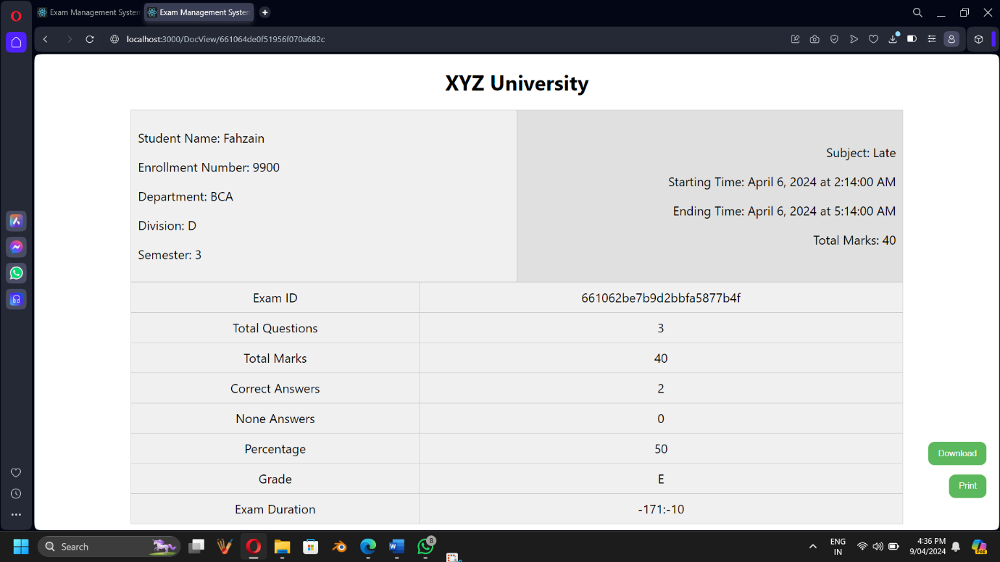 Exam Management System
Exam Management System
localhost:3000/DocView/661064de0f51956f070a682c
XYZ University
Student Name: Fahzain
Enrollment Number: 9900
Department: BCA
Division: D
Semester: 3
Subject: Late
Starting Time: April 6, 2024 at 2:14:00 AM
Ending Time: April 6, 2024 at 5:14:00 AM
Total Marks: 40
Exam ID 661062be7b9d2bbfa5877b4f
Total Questions 3
Total Marks 40
Correct Answers 2
None Answers 0
Percentage 50
Grade E
Exam Duration -171:-10
Download
Print
Search
8
ENG
IN
4:36 PM
9/04/2024
PRE